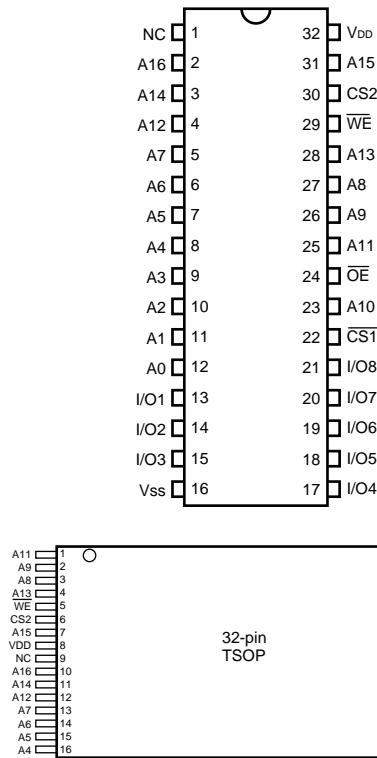 NC 1 32 VDD
A16 2 31 A15
A14 3 30 CS2
A12 4 29 WE
A7 5 28 A13
A6 6 27 A8
A5 7 26 A9
A4 8 25 A11
A3 9 24 OE
A2 10 23 A10
A1 11 22 CS1
A0 12 21 I/O8
I/O1 13 20 I/O7
I/O2 14 19 I/O6
I/O3 15 18 I/O5
Vss 16 17 I/O4
A11 1
A9 2
A8 3
A13 4
WE 5
CS2 6
A15 7
VDD 8
NC 9
A16 10
A14 11
A12 12
A7 13
A6 14
A5 15
A4 16
32-pin
TSOP